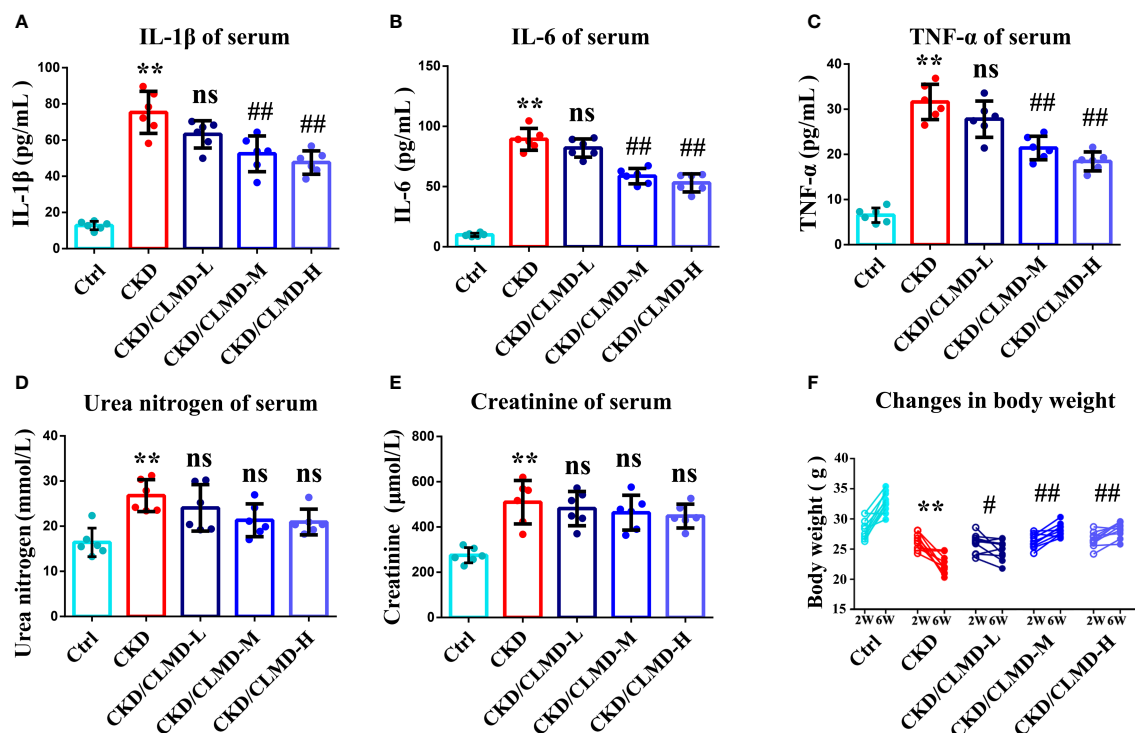 A
IL-1β of serum
IL-1β (pg/mL)
100
80
60
40
20
0
**
ns
##
##
Ctrl
CKD
CKD/CLMD-L
CKD/CLMD-M
CKD/CLMD-H
B
IL-6 of serum
IL-6 (pg/mL)
150
100
50
0
**
ns
##
##
Ctrl
CKD
CKD/CLMD-L
CKD/CLMD-M
CKD/CLMD-H
C
TNF-α of serum
TNF-α (pg/mL)
40
30
20
10
0
**
ns
##
##
Ctrl
CKD
CKD/CLMD-L
CKD/CLMD-M
CKD/CLMD-H
D
Urea nitrogen of serum
Urea nitrogen (mmol/L)
40
30
20
10
0
**
ns
ns
ns
Ctrl
CKD
CKD/CLMD-L
CKD/CLMD-M
CKD/CLMD-H
E
Creatinine of serum
Creatinine (μmol/L)
800
600
400
200
0
**
ns
ns
ns
Ctrl
CKD
CKD/CLMD-L
CKD/CLMD-M
CKD/CLMD-H
F
Changes in body weight
Body weight ( g )
40
35
30
25
20
15
**
#
##
##
2W 6W
2W 6W
2W 6W
2W 6W
2W 6W
Ctrl
CKD
CKD/CLMD-L
CKD/CLMD-M
CKD/CLMD-H